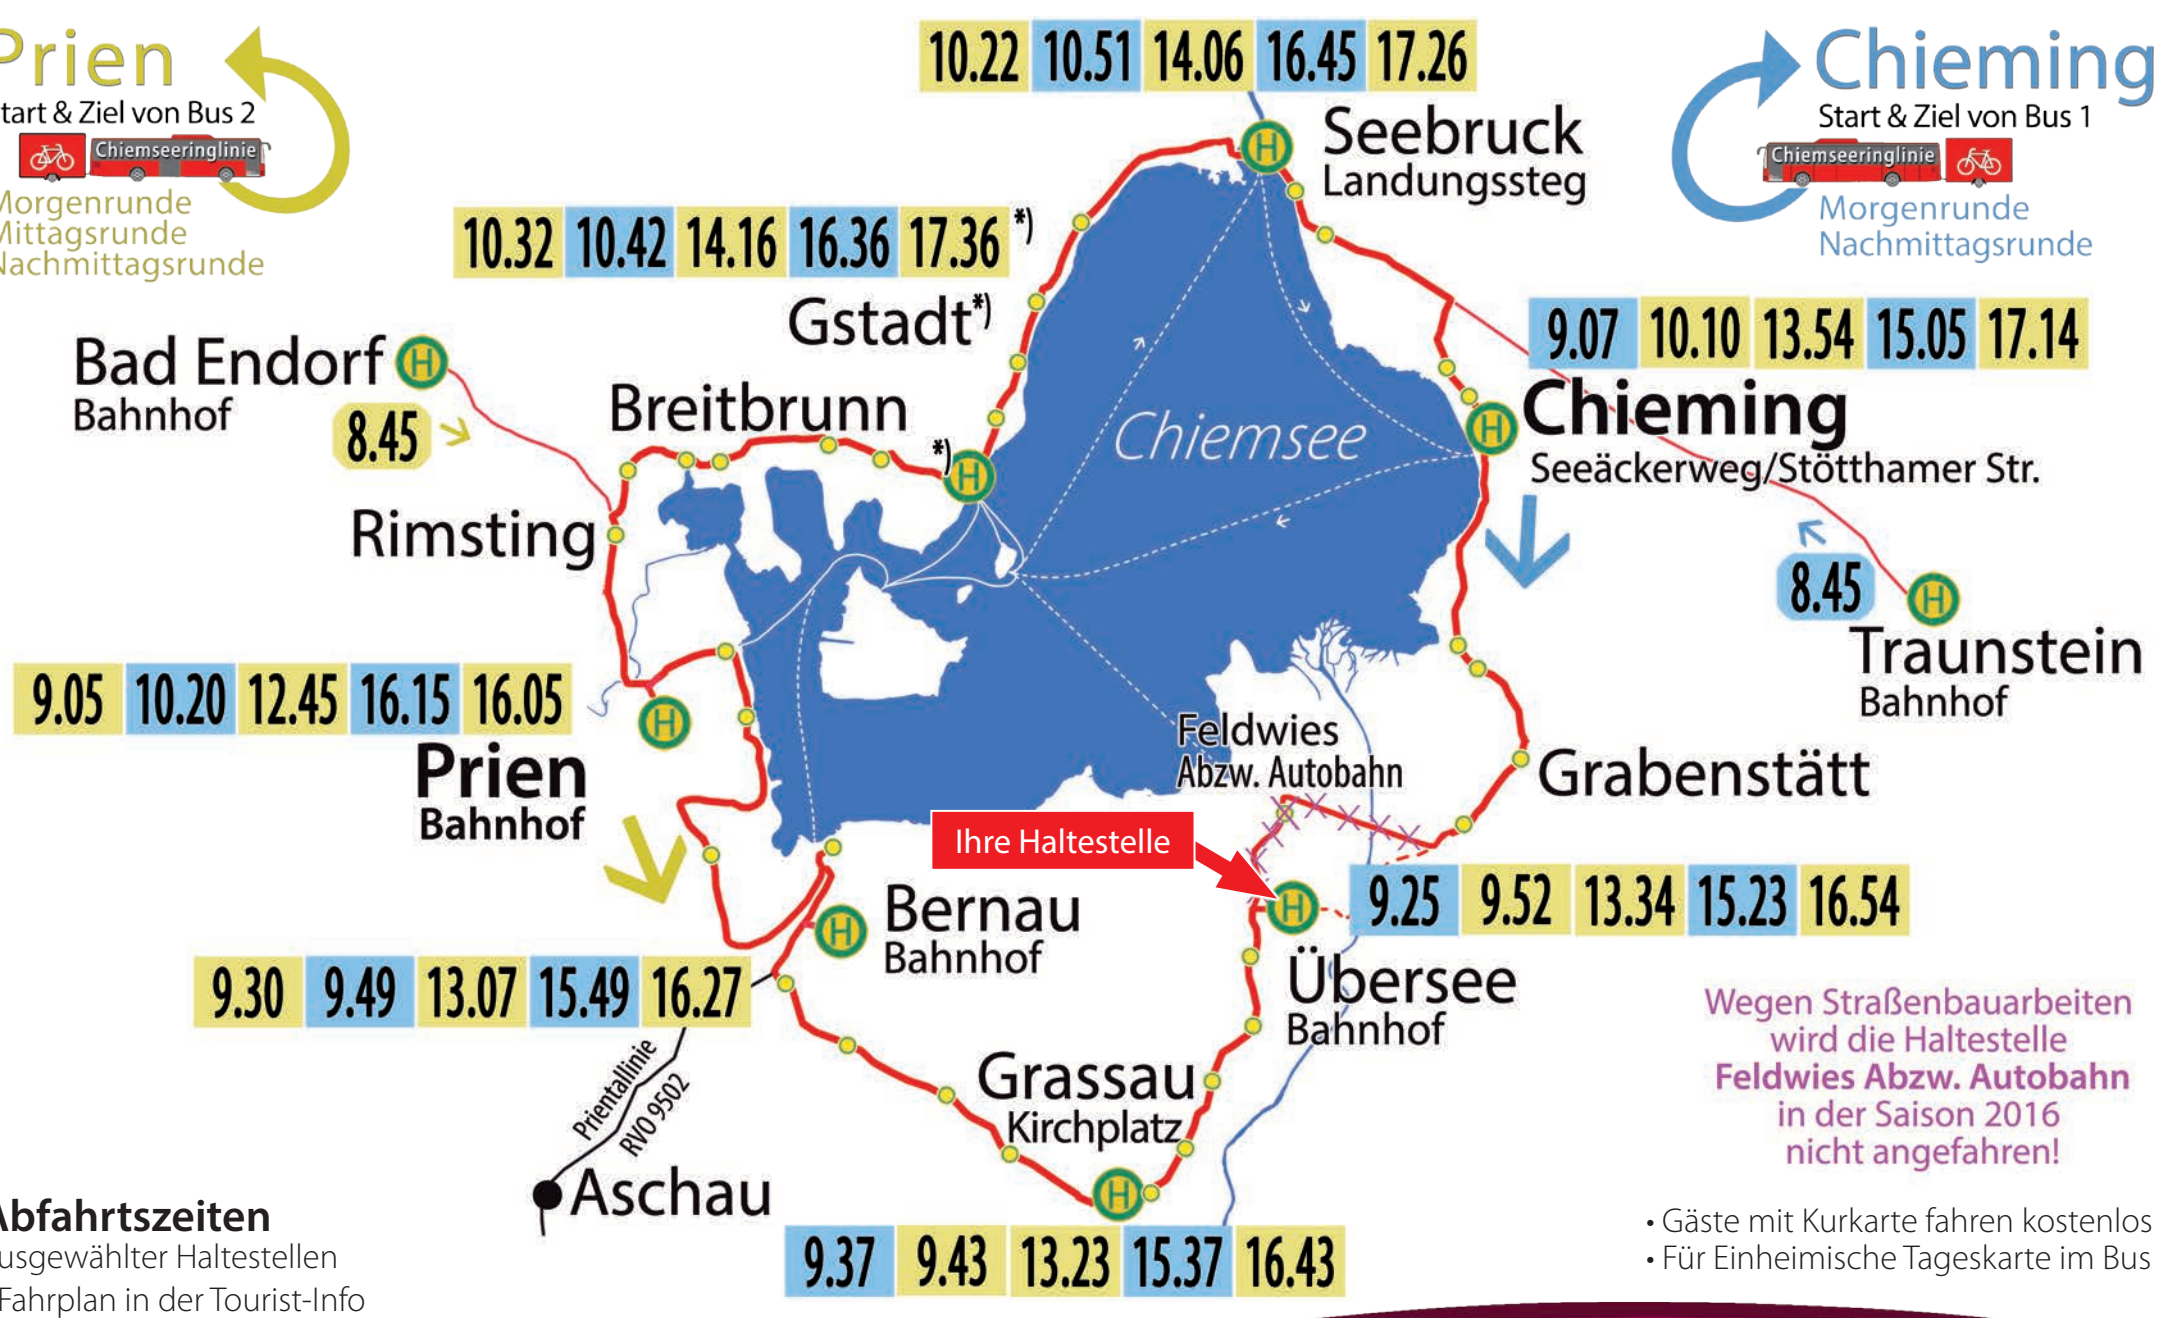 10.22 10.51 14.06 16.45 17.26
Prien
Start & Ziel von Bus 2
Chiemseeringlinie
Morgenrunde
Mittagsrunde
Nachmittagsrunde
Chieming
Start & Ziel von Bus 1
Chiemseeringlinie
Morgenrunde
Nachmittagsrunde
Seebruck
Landungssteg
H
10.32 10.42 14.16 16.36 17.36 *)
Gstadt*)
*)
H
9.07 10.10 13.54 15.05 17.14
Chieming
Seeäckerweg/Stötthamer Str.
H
Bad Endorf
Bahnhof
H
8.45
Breitbrunn
Chiemsee
Rimsting
8.45
H
Traunstein
Bahnhof
9.05 10.20 12.45 16.15 16.05
H
Prien
Bahnhof
Feldwies
Abzw. Autobahn
Grabenstätt
Ihre Haltestelle
H
9.25 9.52 13.34 15.23 16.54
Übersee
Bahnhof
H
Bernau
Bahnhof
9.30 9.49 13.07 15.49 16.27
Prientallinie
RVO 9502
Aschau
Grassau
Kirchplatz
H
9.37 9.43 13.23 15.37 16.43
Wegen Straßenbauarbeiten
wird die Haltestelle
Feldwies Abzw. Autobahn
in der Saison 2016
nicht angefahren!
Abfahrtszeiten
ausgewählter Haltestellen
Fahrplan in der Tourist-Info
• Gäste mit Kurkarte fahren kostenlos
• Für Einheimische Tageskarte im Bus